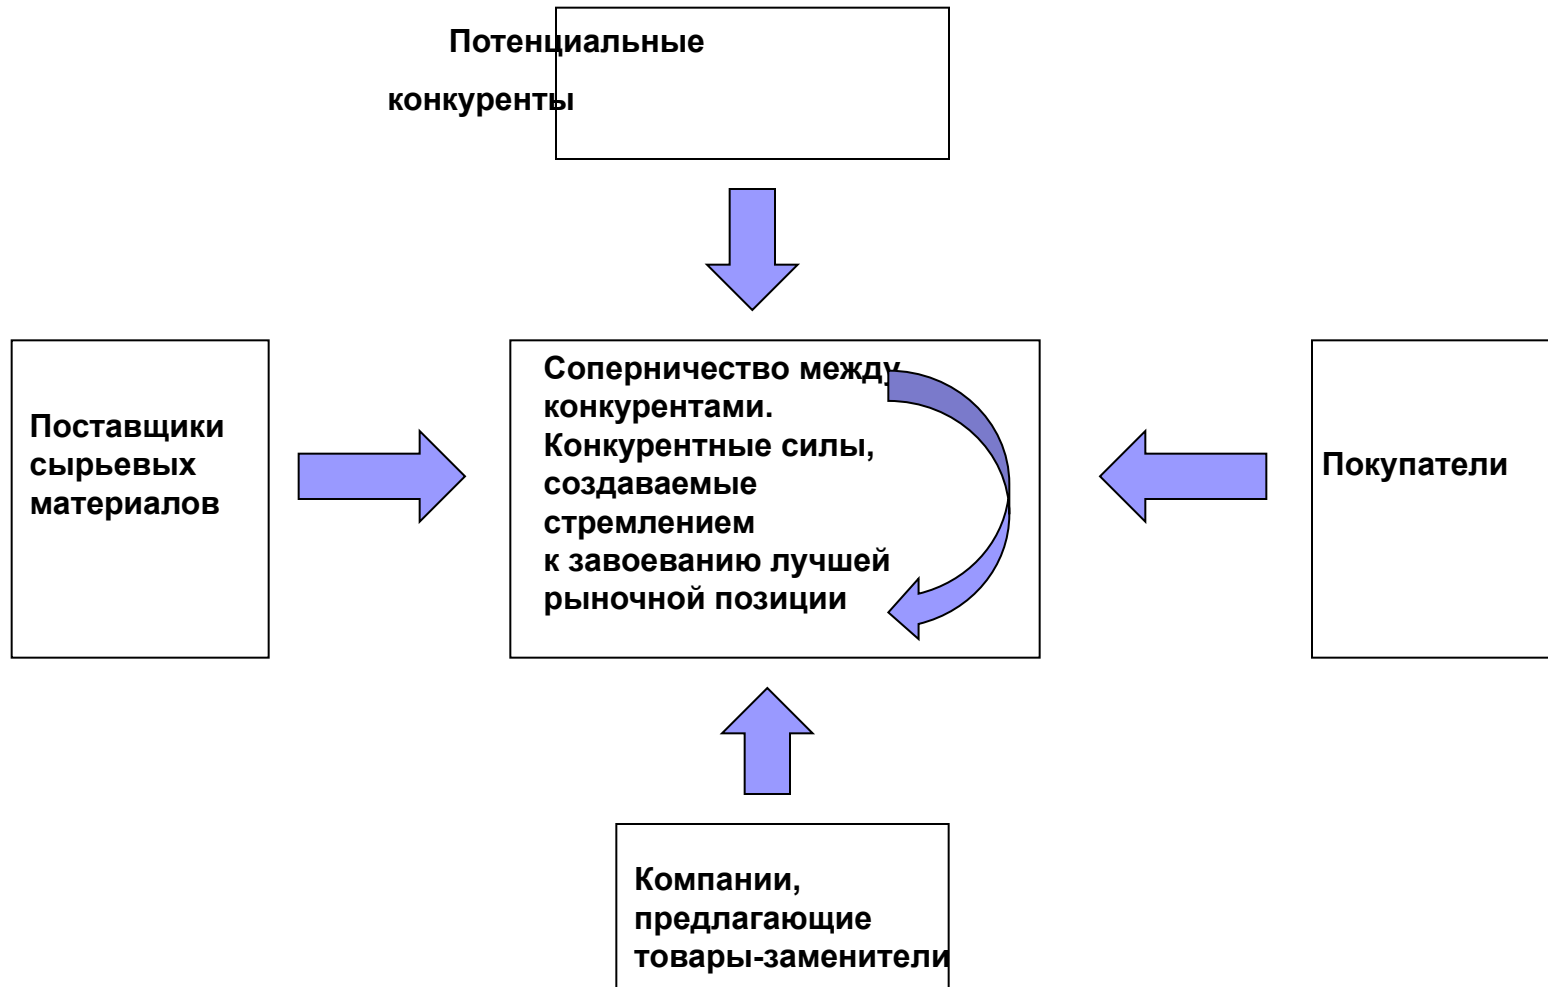 Потенциальные
конкуренты
Соперничество между
конкурентами.
Конкурентные силы,
создаваемые
стремлением
к завоеванию лучшей
рыночной позиции
Поставщики
сырьевых
материалов
Покупатели
Компании,
предлагающие
товары-заменители